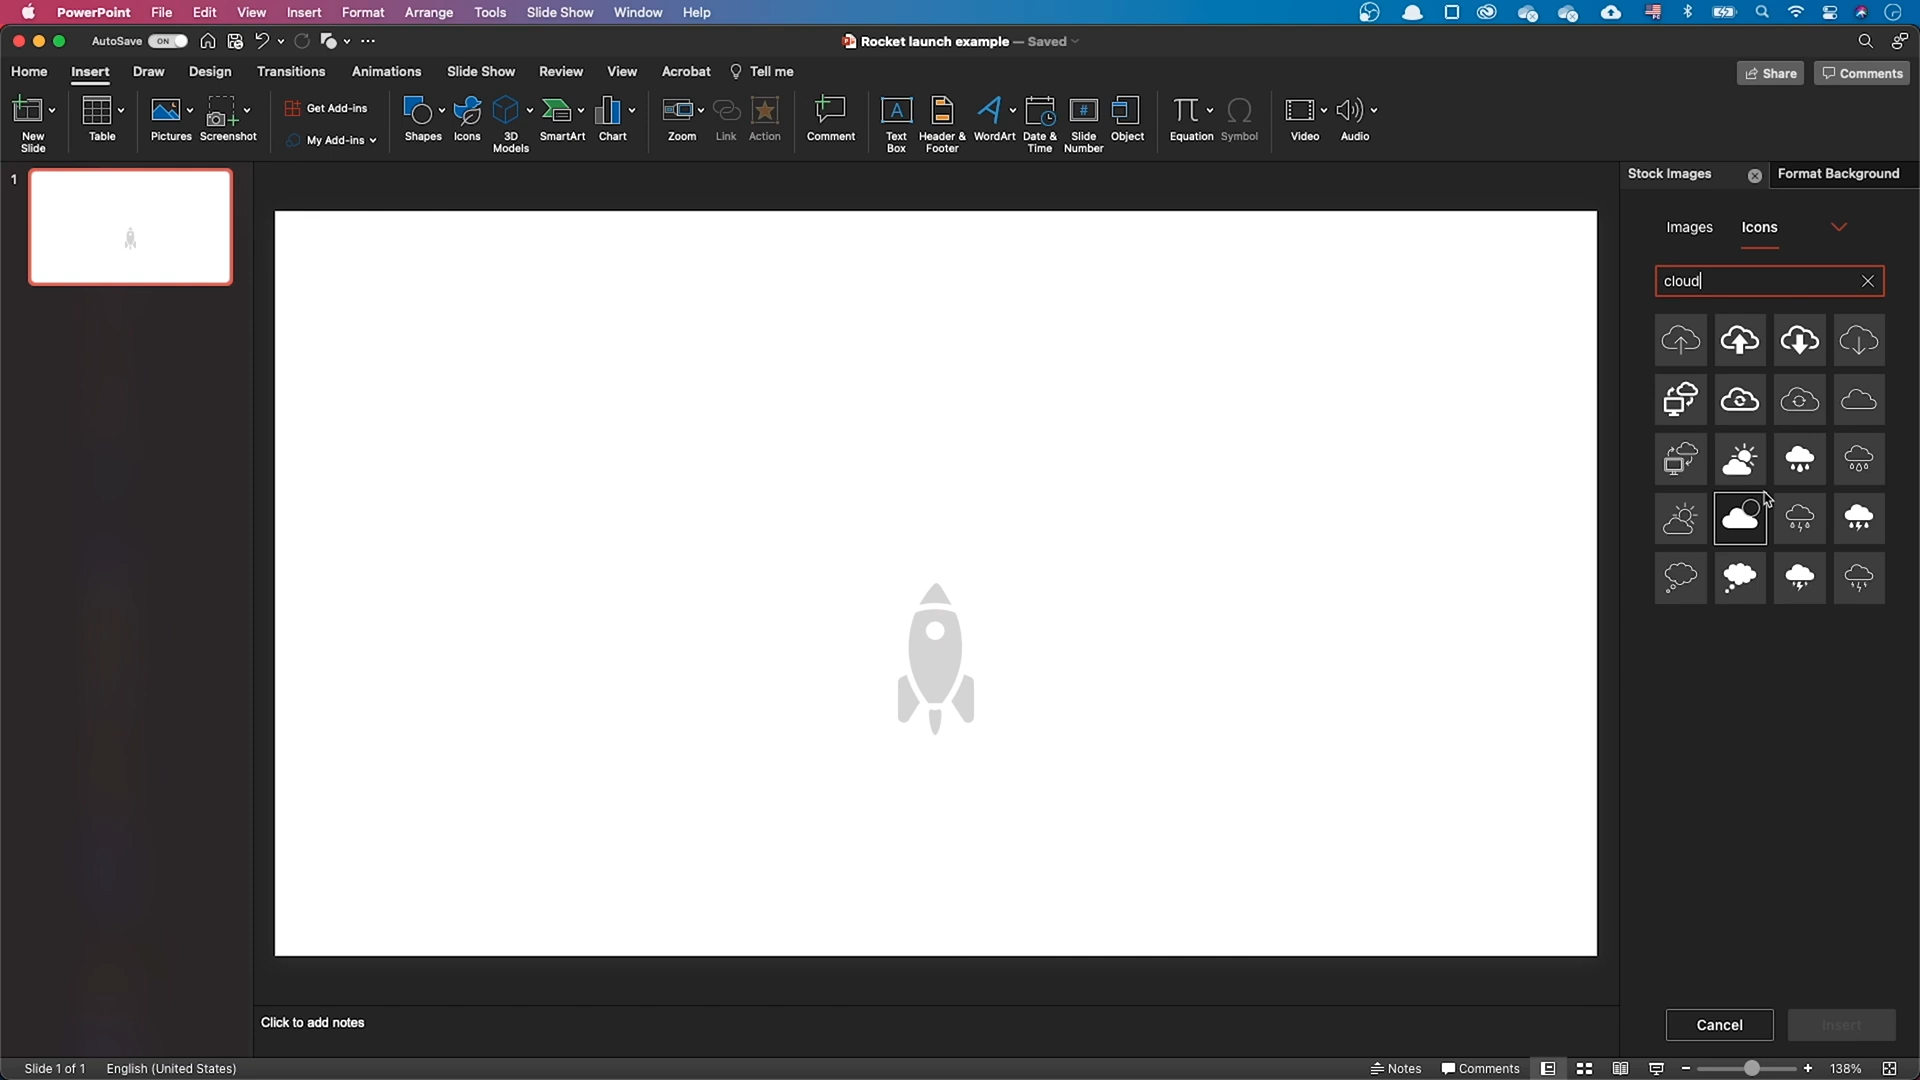 PowerPoint File Edit View Insert Format Arrange Tools Slide Show Window Help
AutoSave ON Rocket launch example — Saved
Home Insert Draw Design Transitions Animations Slide Show Review View Acrobat Tell me Share Comments
New Slide
Table
Pictures
Screenshot
Get Add-ins
My Add-ins
Shapes
Icons
3D Models
SmartArt
Chart
Zoom
Link
Action
Comment
Text Box
Header & Footer
WordArt
Date & Time
Slide Number
Object
Equation
Symbol
Video
Audio
1
Stock Images Format Background
Images Icons
cloud
Cancel Insert
Click to add notes
Slide 1 of 1 English (United States) Notes Comments 138%